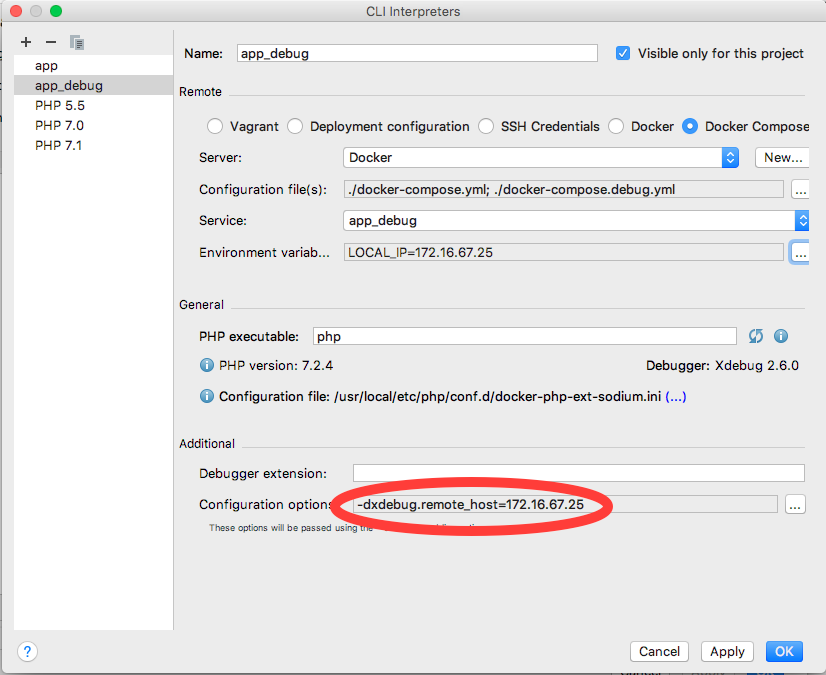 CLI Interpreters
app
app_debug
PHP 5.5
PHP 7.0
PHP 7.1
Name: app_debug Visible only for this project
Remote
Vagrant Deployment configuration SSH Credentials Docker Docker Compose
Server: Docker New...
Configuration file(s): ./docker-compose.yml; ./docker-compose.debug.yml ...
Service: app_debug
Environment variab... LOCAL_IP=172.16.67.25 ...
General
PHP executable: php
PHP version: 7.2.4 Debugger: Xdebug 2.6.0
Configuration file: /usr/local/etc/php/conf.d/docker-php-ext-sodium.ini (...)
Additional
Debugger extension:
Configuration option -dxdebug.remote_host=172.16.67.25 ...
These options will be passed using the
? Cancel Apply OK